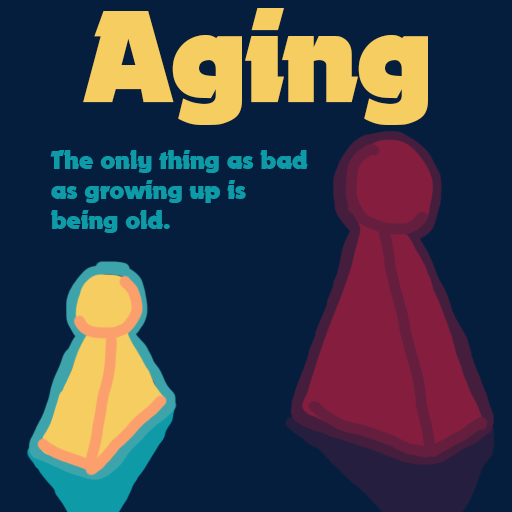 Aging
The only thing as bad
as growing up is
being old.